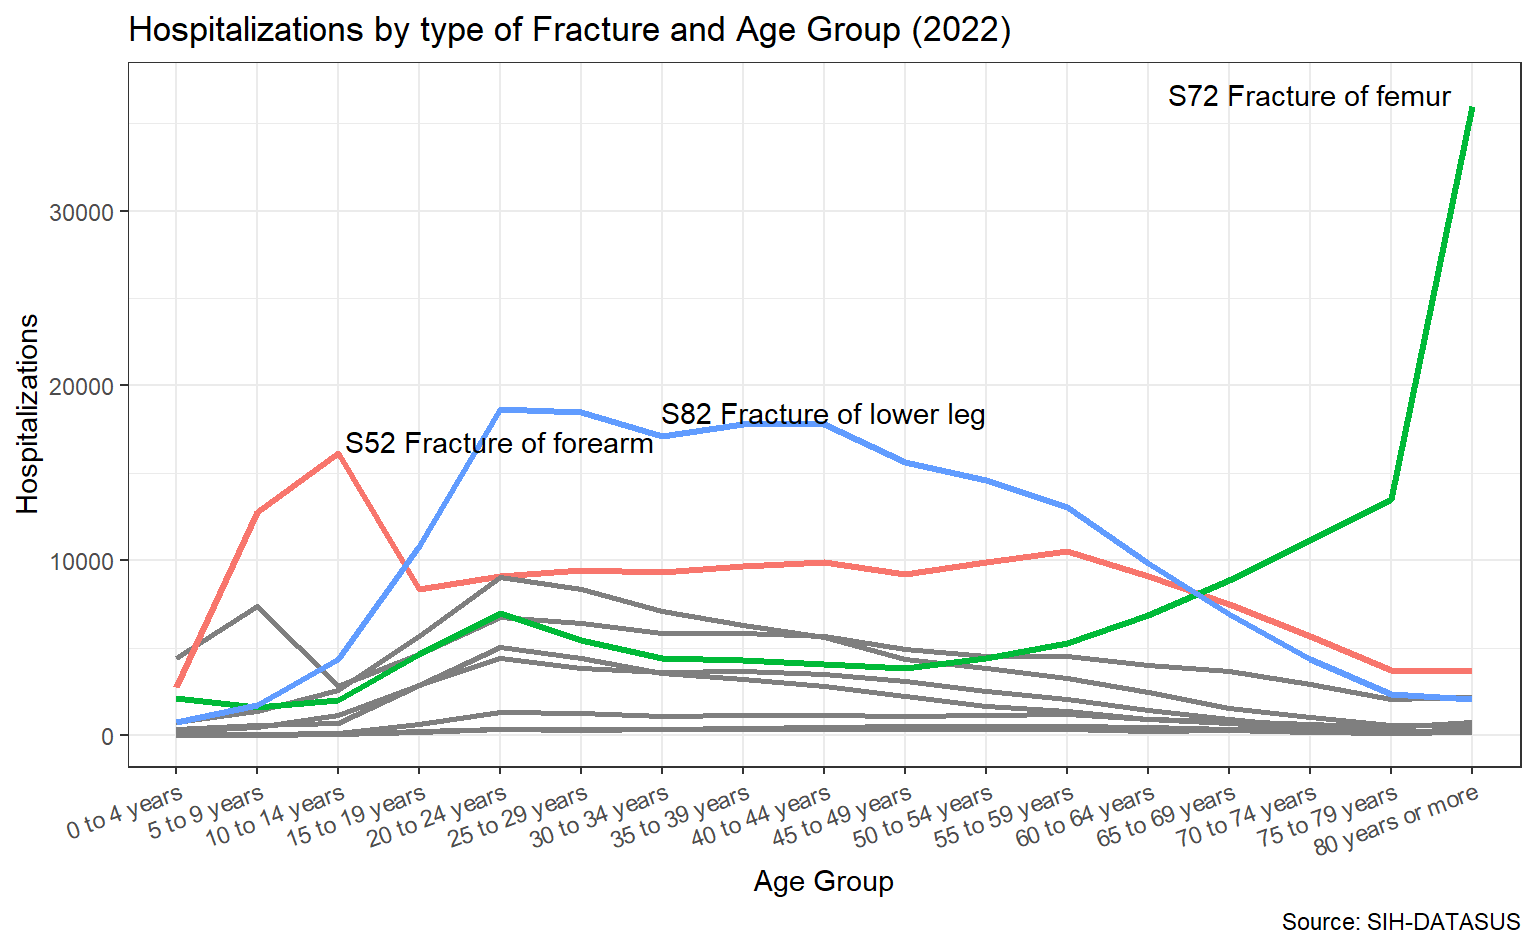 Hospitalizations by type of Fracture and Age Group (2022)
S72 Fracture of femur
30000
20000
S82 Fracture of lower leg
S52 Fracture of forearm
Hospitalizations
10000
0
0 to 4 years
5 to 9 years
10 to 14 years
15 to 19 years
20 to 24 years
25 to 29 years
30 to 34 years
35 to 39 years
40 to 44 years
45 to 49 years
50 to 54 years
55 to 59 years
60 to 64 years
65 to 69 years
70 to 74 years
75 to 79 years
80 years or more
Age Group
Source: SIH-DATASUS